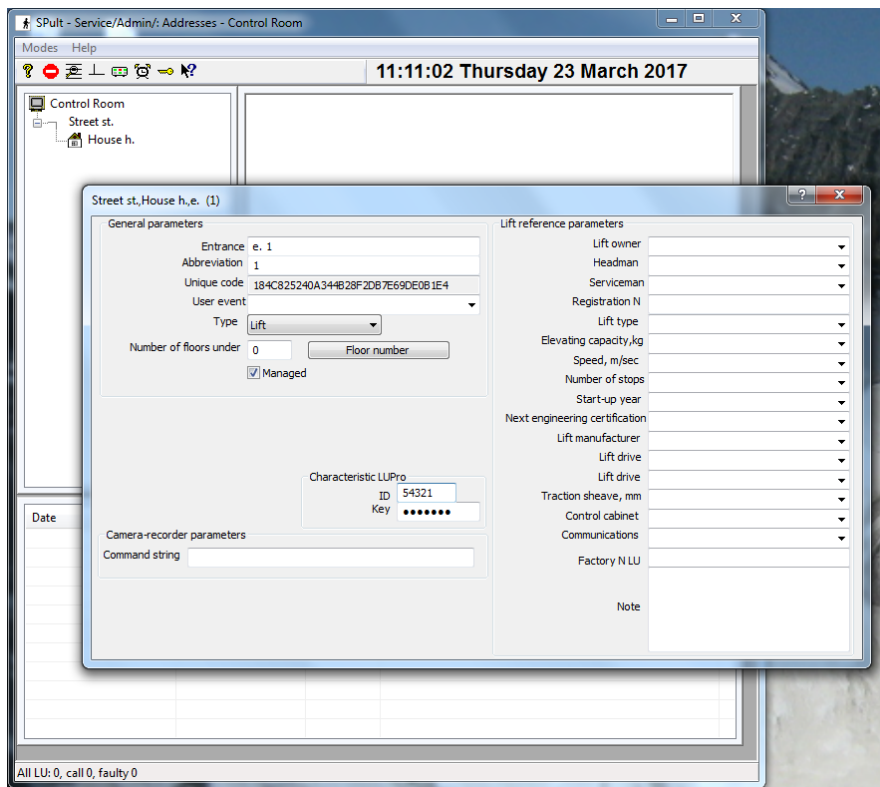 SPult - Service/Admin/: Addresses - Control Room
Modes Help
11:11:02 Thursday 23 March 2017
Control Room
Street st.
House h.
Street st.,House h.,e. (1)
General parameters
Entrance e. 1
Abbreviation 1
Unique code 184C825240A344B28F2DB7E69DE0B1E4
User event
Type Lift
Number of floors under 0 Floor number
Managed
Characteristic LUPro
ID 54321
Key •••••••
Camera-recorder parameters
Command string
Lift reference parameters
Lift owner
Headman
Serviceman
Registration N
Lift type
Elevating capacity,kg
Speed, m/sec
Number of stops
Start-up year
Next engineering certification
Lift manufacturer
Lift drive
Lift drive
Traction sheave, mm
Control cabinet
Communications
Factory N LU
Note
Date
All LU: 0, call 0, faulty 0